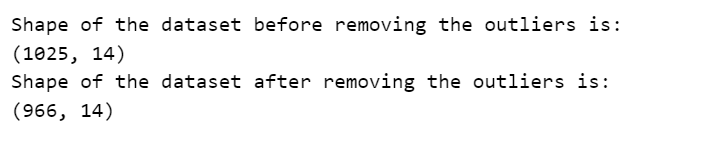 Shape of the dataset before removing the outliers is:
(1025, 14)
Shape of the dataset after removing the outliers is:
(966, 14)